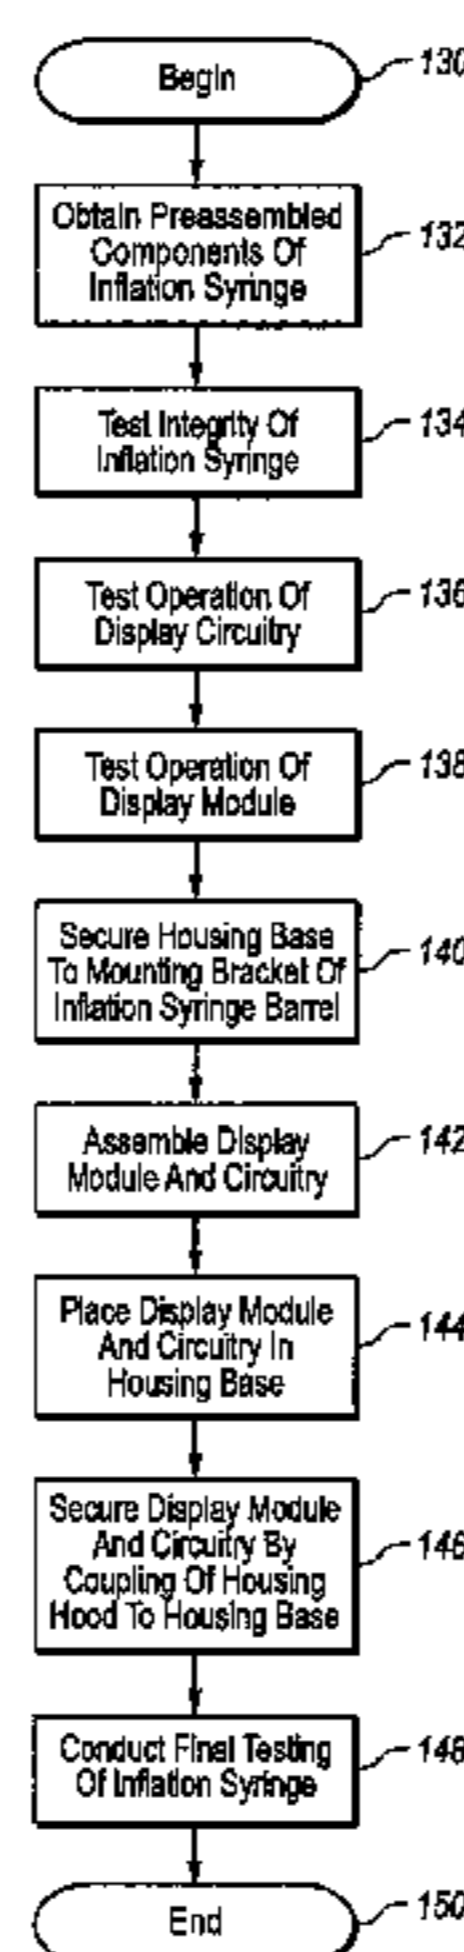 Begin
130
Obtain Preassembled
Components Of
Inflation Syringe
132
Test Integrity Of
Inflation Syringe
134
Test Operation Of
Display Circuitry
136
Test Operation Of
Display Module
138
Secure Housing Base
To Mounting Bracket Of
Inflation Syringe Barrel
140
Assemble Display
Module And Circuitry
142
Place Display Module
And Circuitry In
Housing Base
144
Secure Display Module
And Circuitry By
Coupling Of Housing
Hood To Housing Base
146
Conduct Final Testing
Of Inflation Syringe
148
End
150